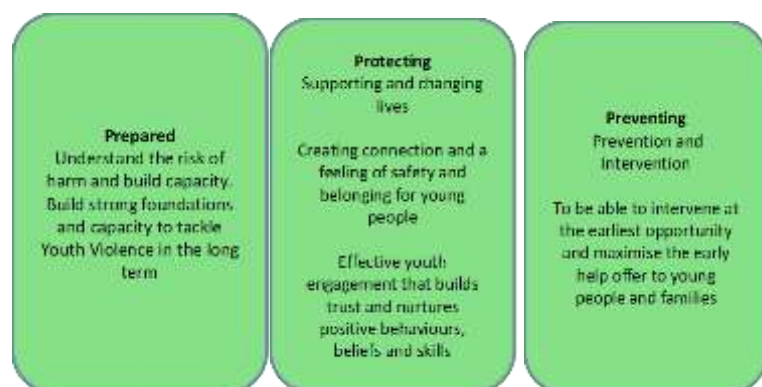 Prepared
Understand the risk of
harm and build capacity.
Build strong foundations
and capacity to tackle
Youth Violence in the long
term
Protecting
Supporting and changing
lives
Creating connection and a
feeling of safety and
belonging for young
people
Effective youth
engagement that builds
trust and nurtures
positive behaviours,
beliefs and skills
Preventing
Prevention and
Intervention
To be able to intervene at
the earliest opportunity
and maximise the early
help offer to young
people and families